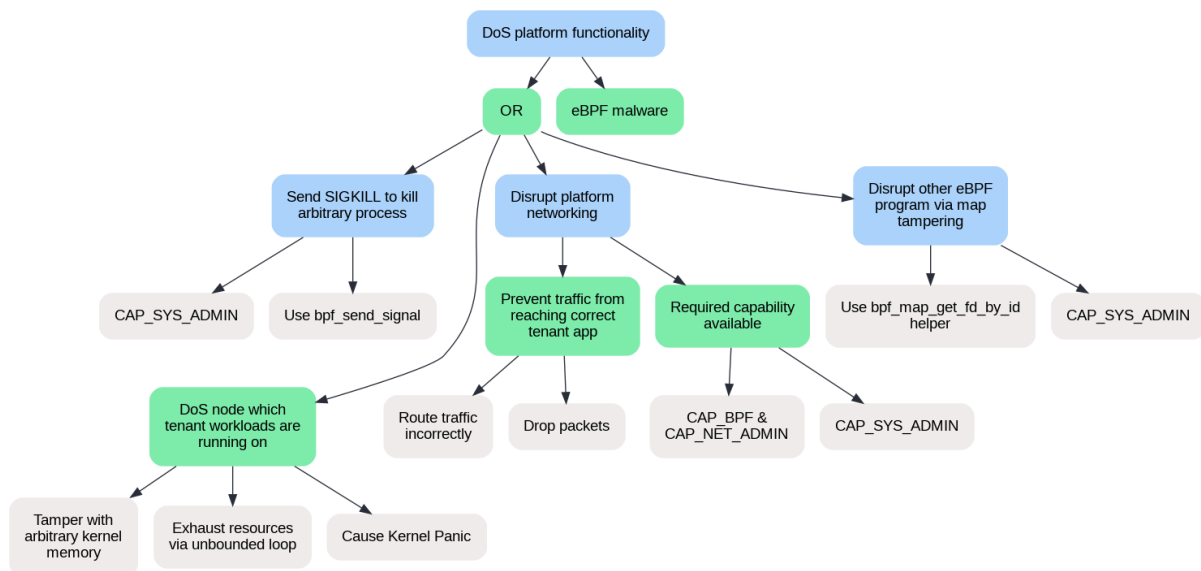 DoS platform functionality
OR
eBPF malware
Send SIGKILL to kill
arbitrary process
Disrupt platform
networking
Disrupt other eBPF
program via map
tampering
CAP_SYS_ADMIN
Use bpf_send_signal
Prevent traffic from
reaching correct
tenant app
Required capability
available
Use bpf_map_get_fd_by_id
helper
CAP_SYS_ADMIN
DoS node which
tenant workloads are
running on
Route traffic
incorrectly
Drop packets
CAP_BPF &
CAP_NET_ADMIN
CAP_SYS_ADMIN
Tamper with
arbitrary kernel
memory
Exhaust resources
via unbounded loop
Cause Kernel Panic